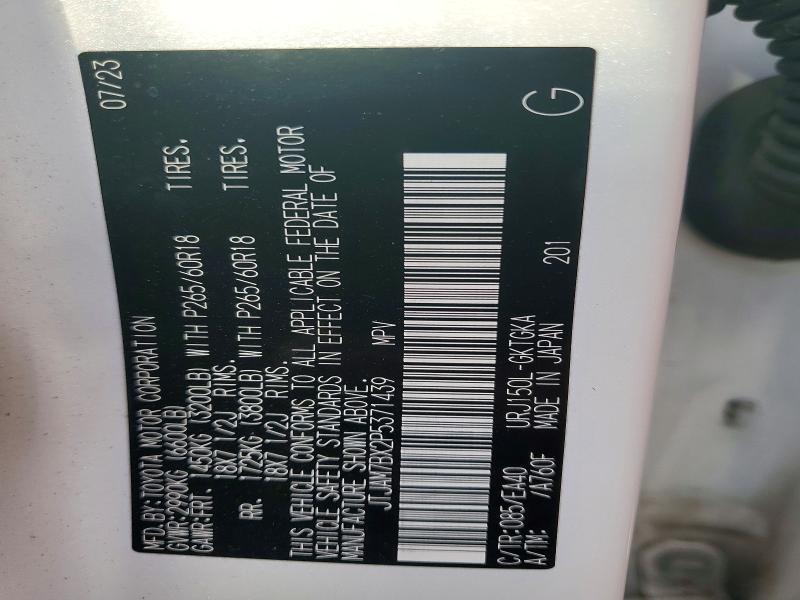 MFD.BY:TOYOTA MOTOR CORPORATION 07/23
GVWR:2990KG (6600LB)
GAWR:FRT. 1450KG (3200LB) WITH P265/60R18 TIRES.
18X7 1/2J RIMS.
RR. 1725KG (3800LB) WITH P265/60R18 TIRES.
18X7 1/2J RIMS.
THIS VEHICLE CONFORMS TO ALL APPLICABLE FEDERAL MOTOR
VEHICLE SAFETY STANDARDS IN EFFECT ON THE DATE OF
MANUFACTURE SHOWN ABOVE.
JTJAM7BX2P5371439 MPV
C/TR:085/EA40 URJ150L-GKTGKA 201
A/TM: /A760F MADE IN JAPAN
G